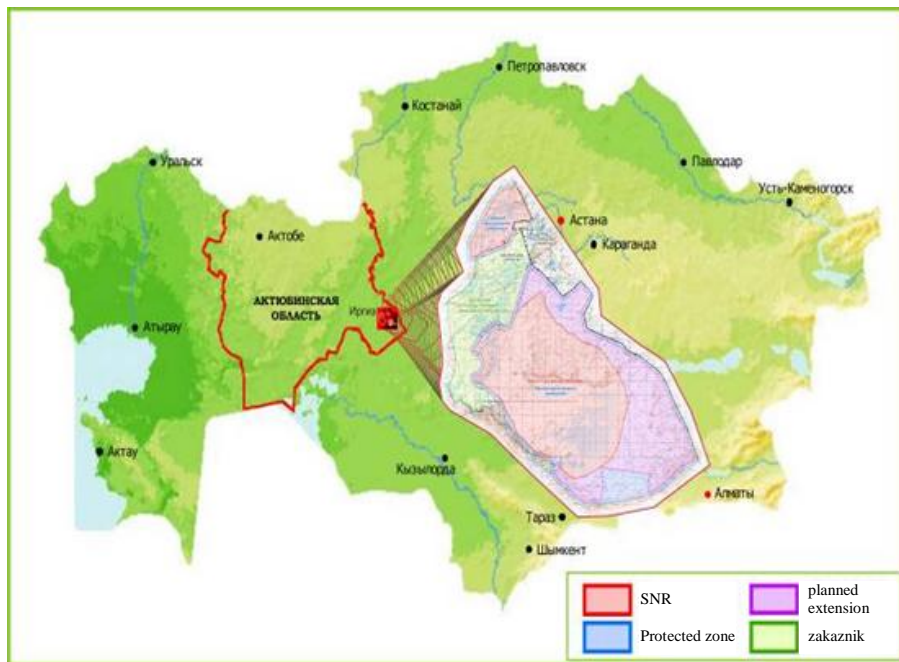 Петропавловск
Костанай
Уральск
Павлодар
Усть-Каменогорск
Астана
Актобе
Караганда
АКТЮБИНСКАЯ
ОБЛАСТЬ
Иргиз
Атырау
Актау
Кызылорда
Алматы
Тараз
Шымкент
SNR
planned
extension
Protected zone
zakaznik